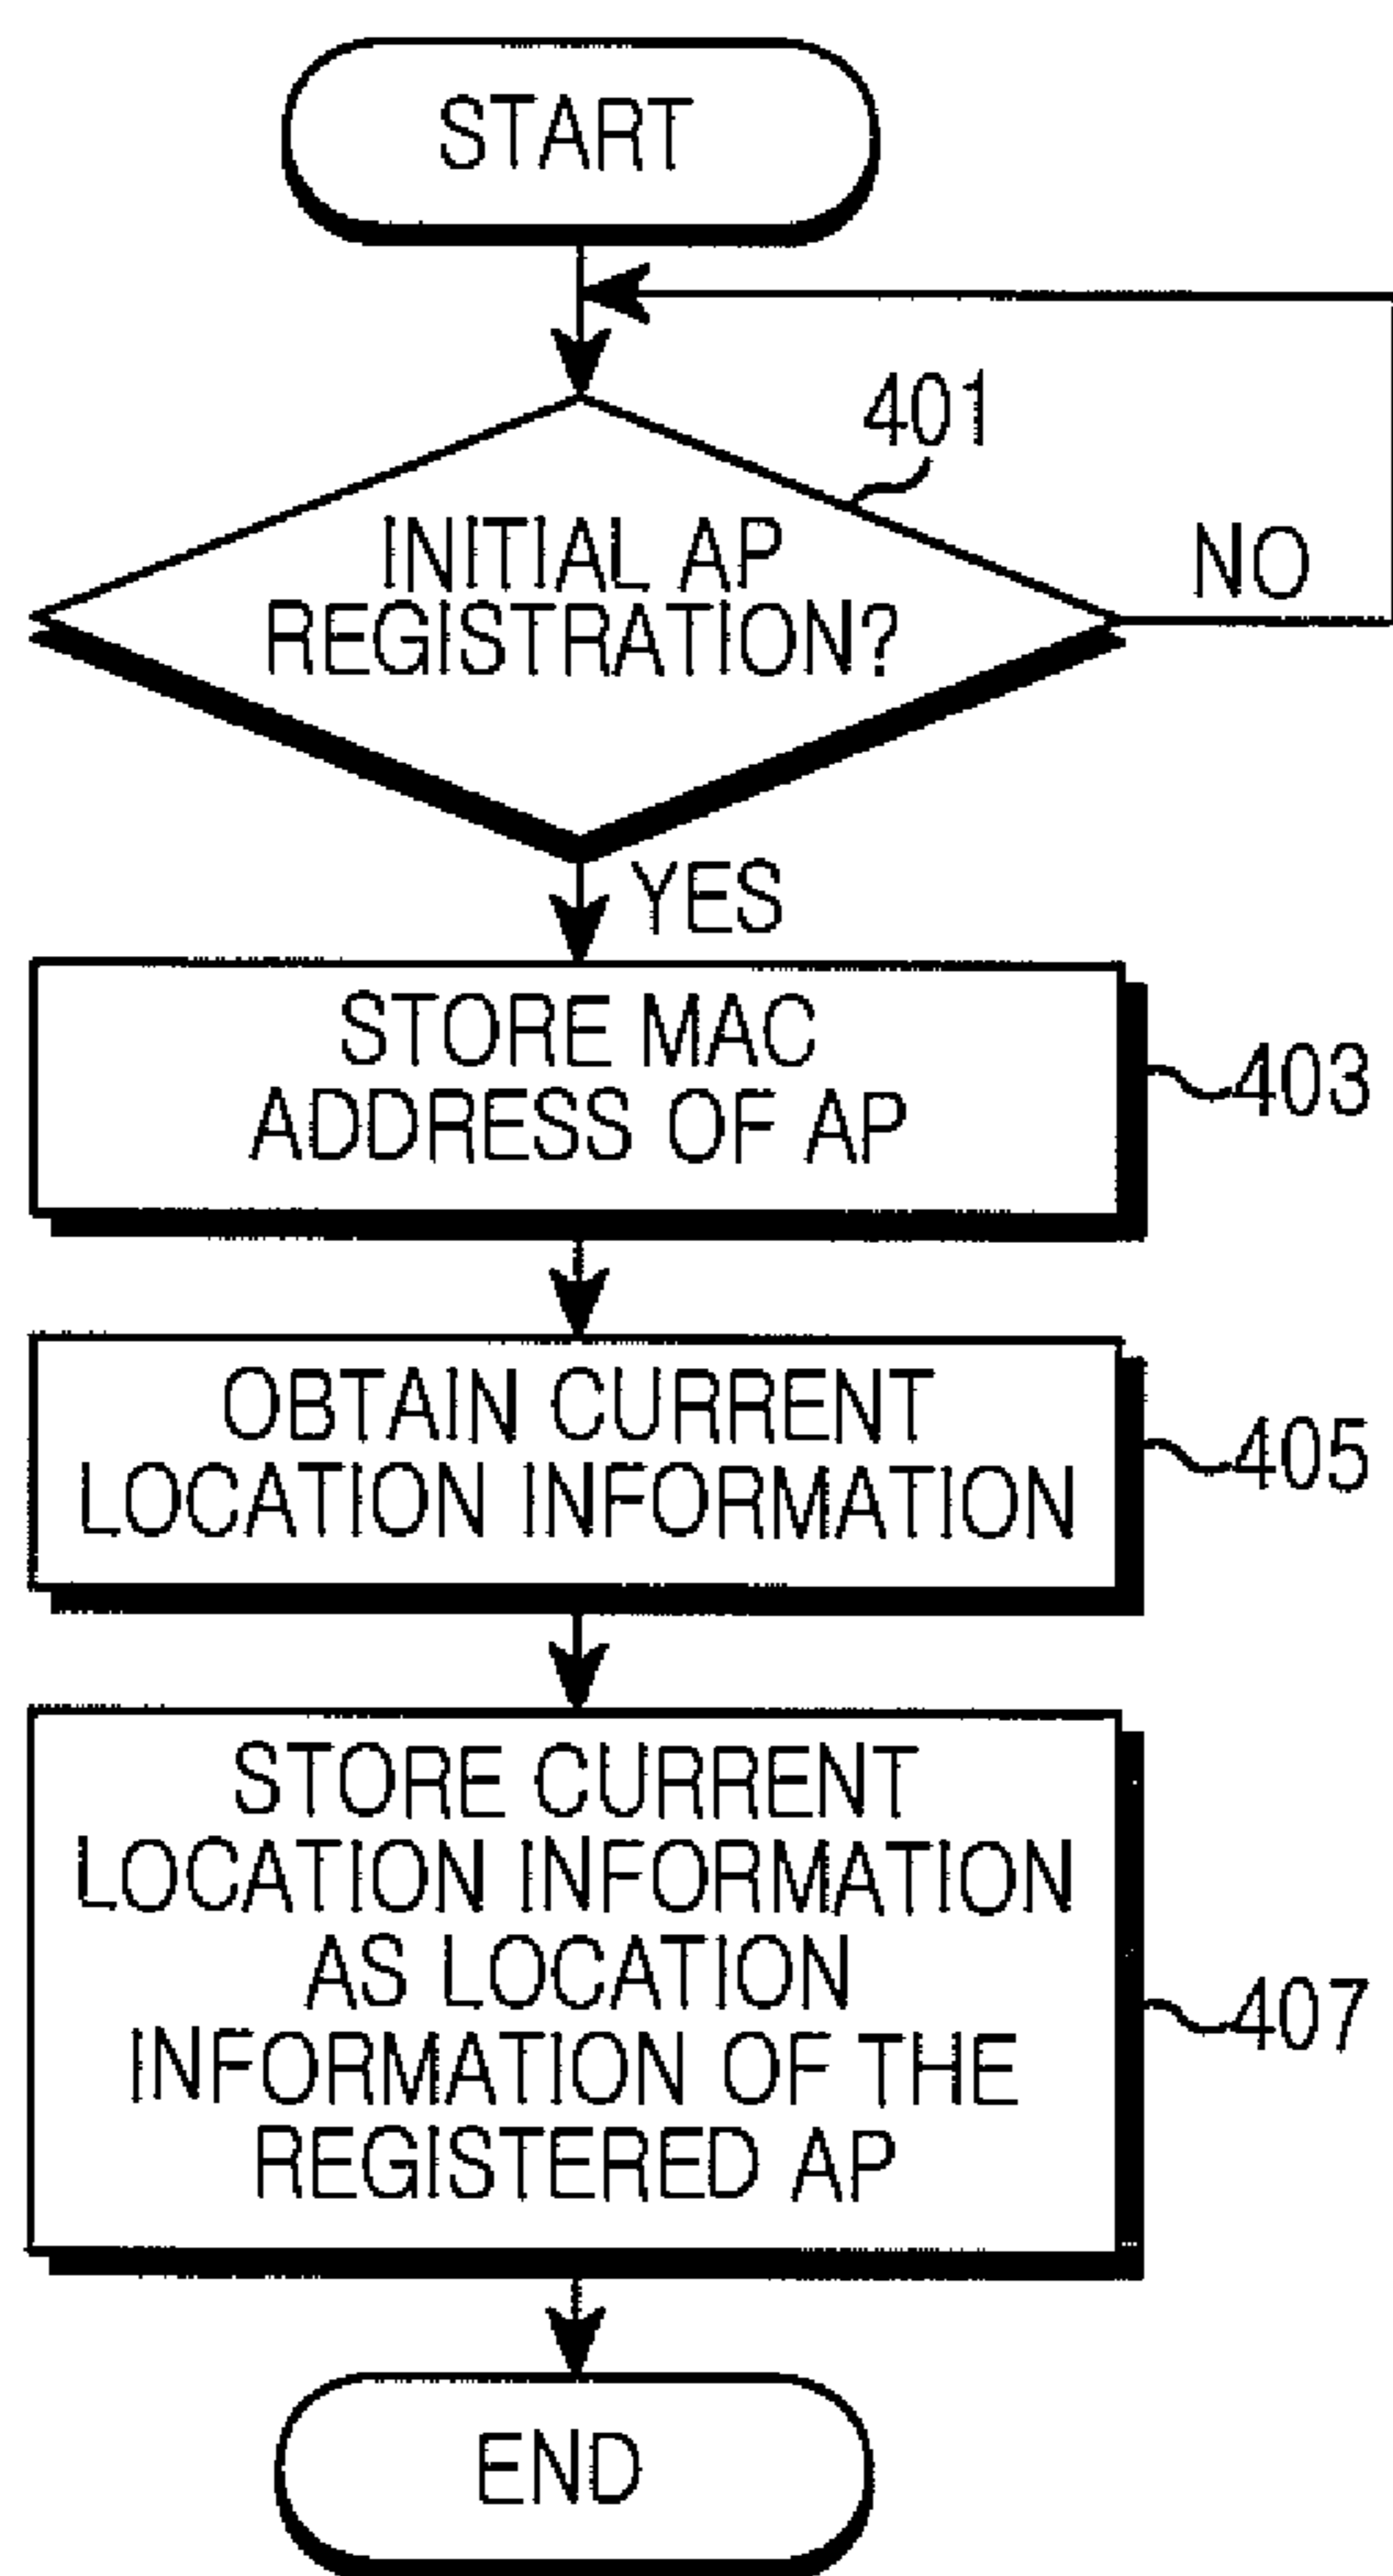 START
401
INITIAL AP
REGISTRATION?
NO
YES
STORE MAC
ADDRESS OF AP
403
OBTAIN CURRENT
LOCATION INFORMATION
405
STORE CURRENT
LOCATION INFORMATION
AS LOCATION
INFORMATION OF THE
REGISTERED AP
407
END